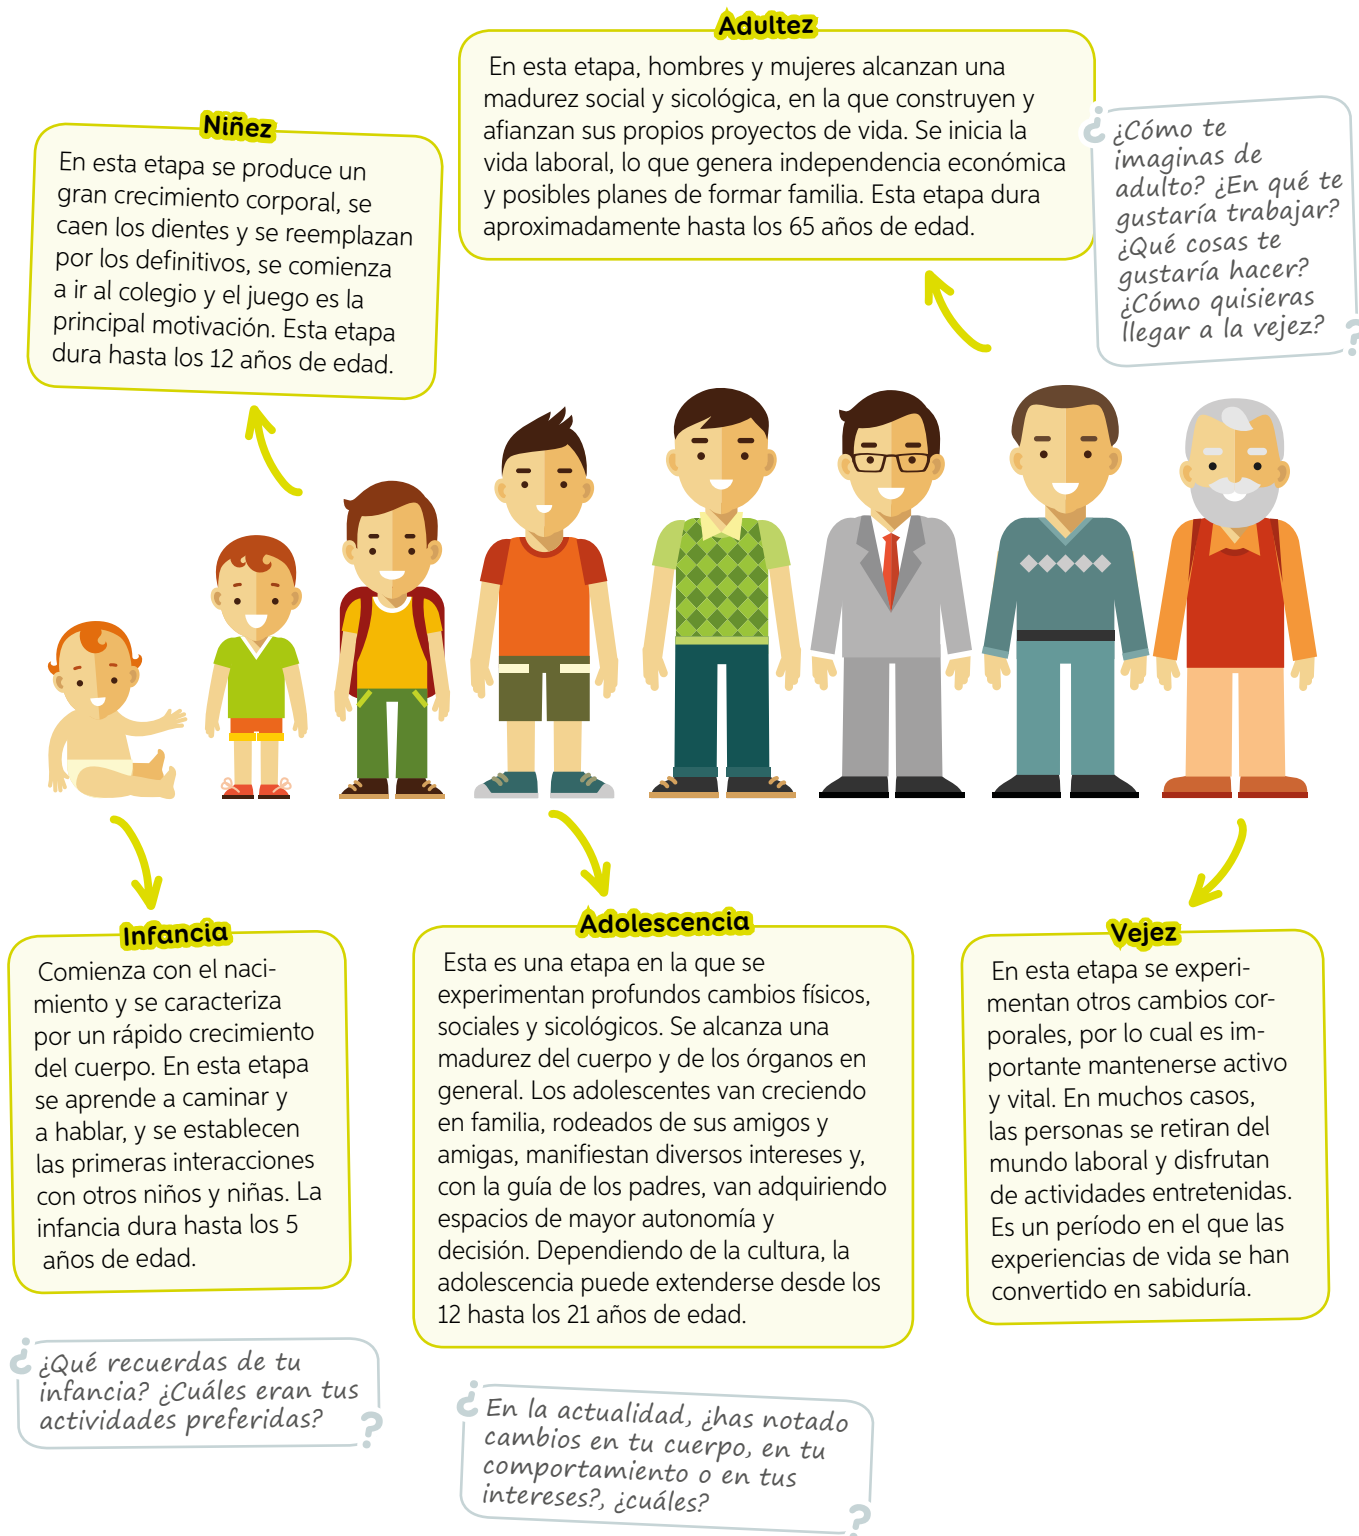 Adultez
En esta etapa, hombres y mujeres alcanzan una
madurez social y sicológica, en la que construyen y
afianzan sus propios proyectos de vida. Se inicia la
vida laboral, lo que genera independencia económica
y posibles planes de formar familia. Esta etapa dura
aproximadamente hasta los 65 años de edad.
Niñez
En esta etapa se produce un
gran crecimiento corporal, se
caen los dientes y se reemplazan
por los definitivos, se comienza
a ir al colegio y el juego es la
principal motivación. Esta etapa
dura hasta los 12 años de edad.
¿
¿Cómo te
imaginas de
adulto? ¿En qué te
gustaría trabajar?
¿Qué cosas te
gustaría hacer?
¿Cómo quisieras
llegar a la vejez?
?
Infancia
Comienza con el naci-
miento y se caracteriza
por un rápido crecimiento
del cuerpo. En esta etapa
se aprende a caminar y
a hablar, y se establecen
las primeras interacciones
con otros niños y niñas. La
infancia dura hasta los 5
años de edad.
Adolescencia
Esta es una etapa en la que se
experimentan profundos cambios físicos,
sociales y sicológicos. Se alcanza una
madurez del cuerpo y de los órganos en
general. Los adolescentes van creciendo
en familia, rodeados de sus amigos y
amigas, manifiestan diversos intereses y,
con la guía de los padres, van adquiriendo
espacios de mayor autonomía y
decisión. Dependiendo de la cultura, la
adolescencia puede extenderse desde los
12 hasta los 21 años de edad.
Vejez
En esta etapa se experi-
mentan otros cambios cor-
porales, por lo cual es im-
portante mantenerse activo
y vital. En muchos casos,
las personas se retiran del
mundo laboral y disfrutan
de actividades entretenidas.
Es un período en el que las
experiencias de vida se han
convertido en sabiduría.
¿
¿Qué recuerdas de tu
infancia? ¿Cuáles eran tus
actividades preferidas?
?
¿
En la actualidad, ¿has notado
cambios en tu cuerpo, en tu
comportamiento o en tus
intereses?, ¿cuáles?
?